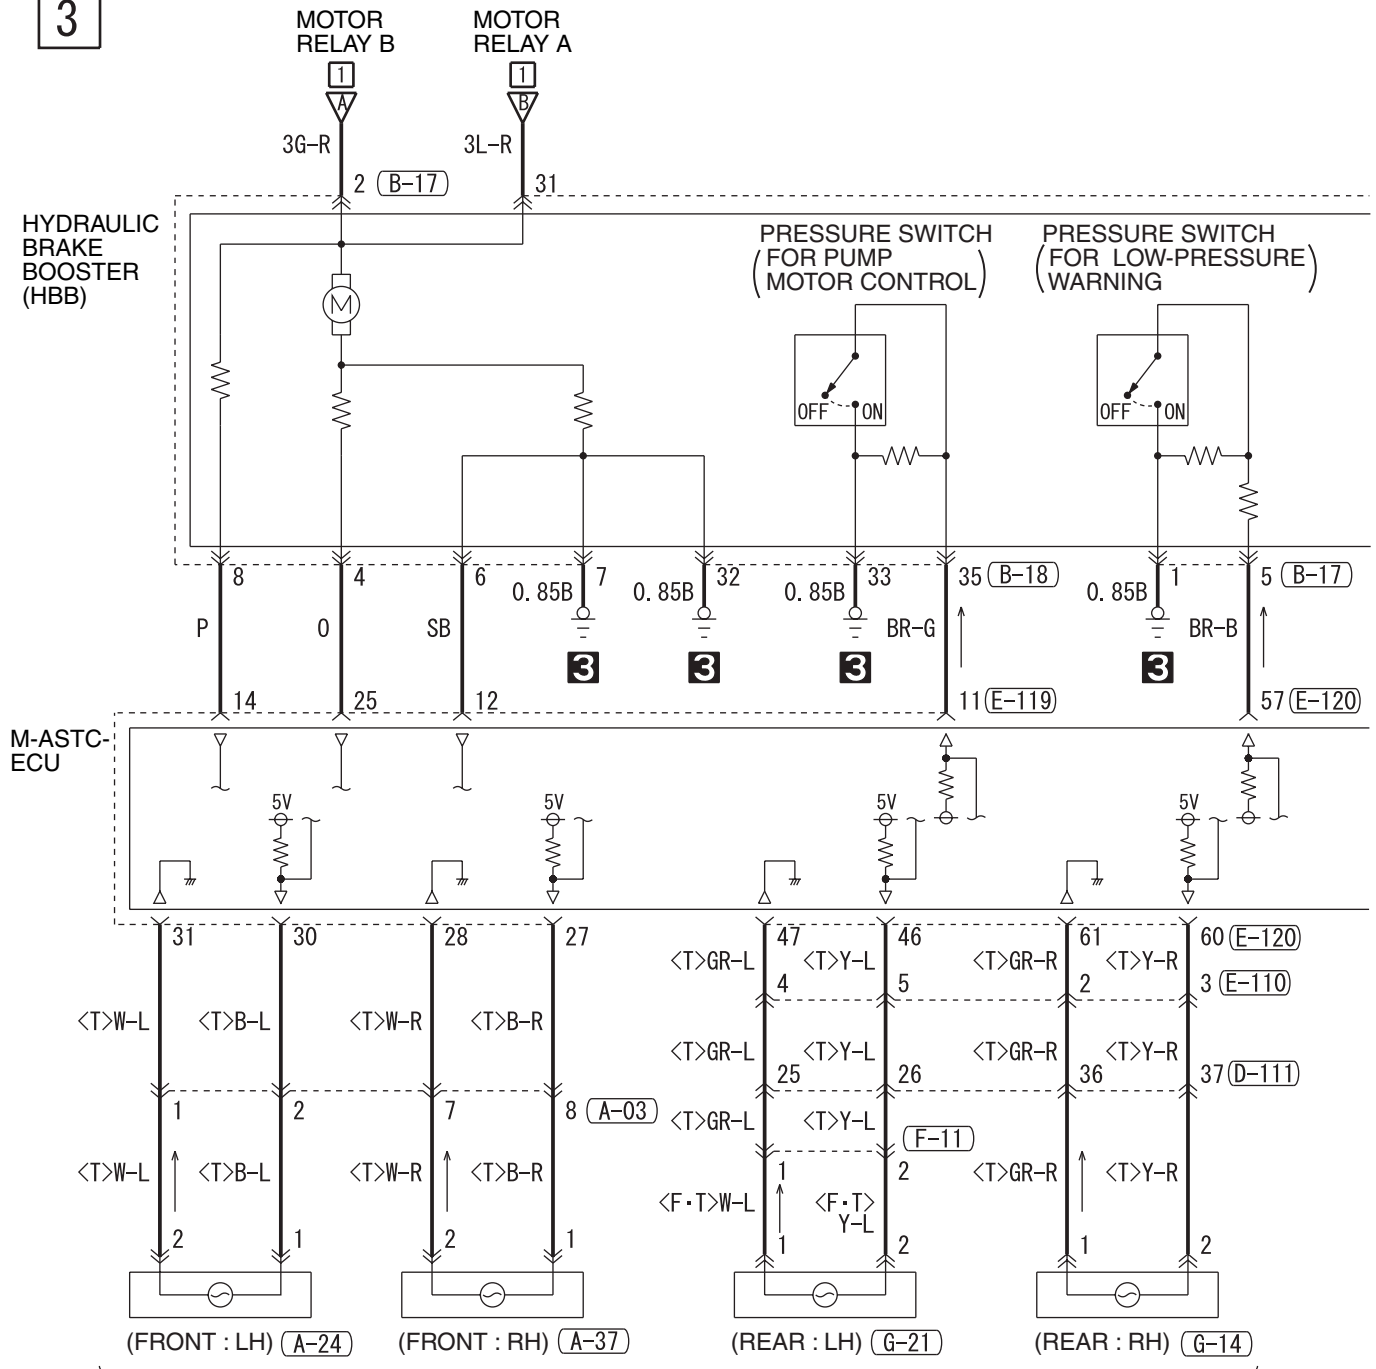 3
MOTOR
RELAY B
MOTOR
RELAY A
1
1
A
B
3G-R
3L-R
2 B-17
31
HYDRAULIC
BRAKE
BOOSTER
(HBB)
PRESSURE SWITCH
(FOR PUMP
MOTOR CONTROL)
PRESSURE SWITCH
(FOR LOW-PRESSURE
WARNING)
M
OFF ON
OFF ON
8 4 6 7 32 33 35 B-18 1 5 B-17
0.85B 0.85B 0.85B 0.85B
P O SB BR-G BR-B
3 3 3 3
14 25 12 11 E-119 57 E-120
M-ASTC-
ECU
5V 5V 5V 5V
31 30 28 27 47 46 61 60 E-120
<T>GR-L <T>Y-L <T>GR-R <T>Y-R
4 5 2 3 E-110
<T>W-L <T>B-L <T>W-R <T>B-R <T>GR-L <T>Y-L <T>GR-R <T>Y-R
25 26 36 37 D-111
1 2 7 8 A-03
<T>GR-L <T>Y-L
F-11
<T>W-L <T>B-L <T>W-R <T>B-R 1 2 <T>GR-R <T>Y-R
<F·T>W-L <F·T>
Y-L
2 1 2 1 1 2 1 2
(FRONT : LH) A-24
(FRONT : RH) A-37
(REAR : LH) G-21
(REAR : RH) G-14